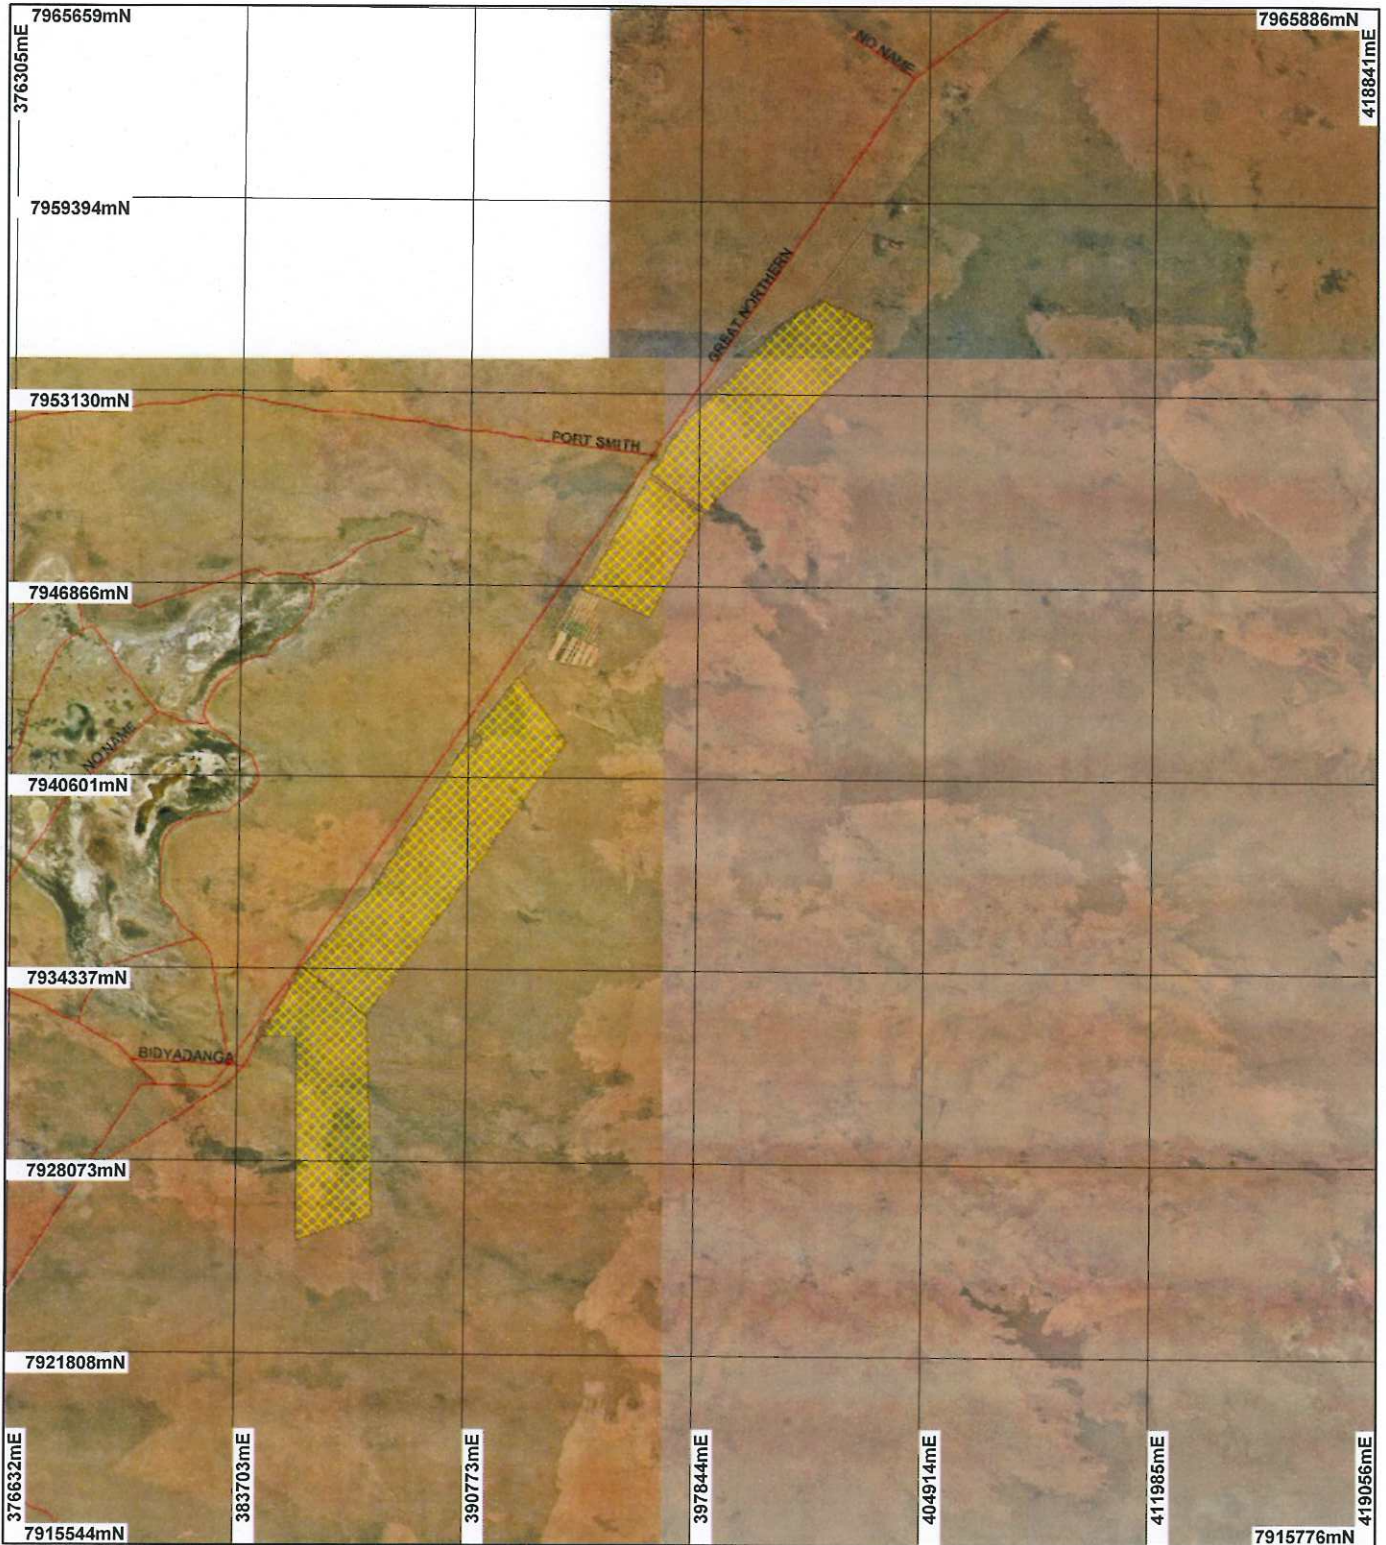 7965659mN
7965886mN
376305mE
418841mE
NO NAME
7959394mN
GREAT NORTHERN
7953130mN
PORT SMITH
7946866mN
NO NAME
7940601mN
7934337mN
BIDYADANGA
7928073mN
7921808mN
376632mE
383703mE
390773mE
397844mE
404914mE
411985mE
419056mE
7915544mN
7915776mN